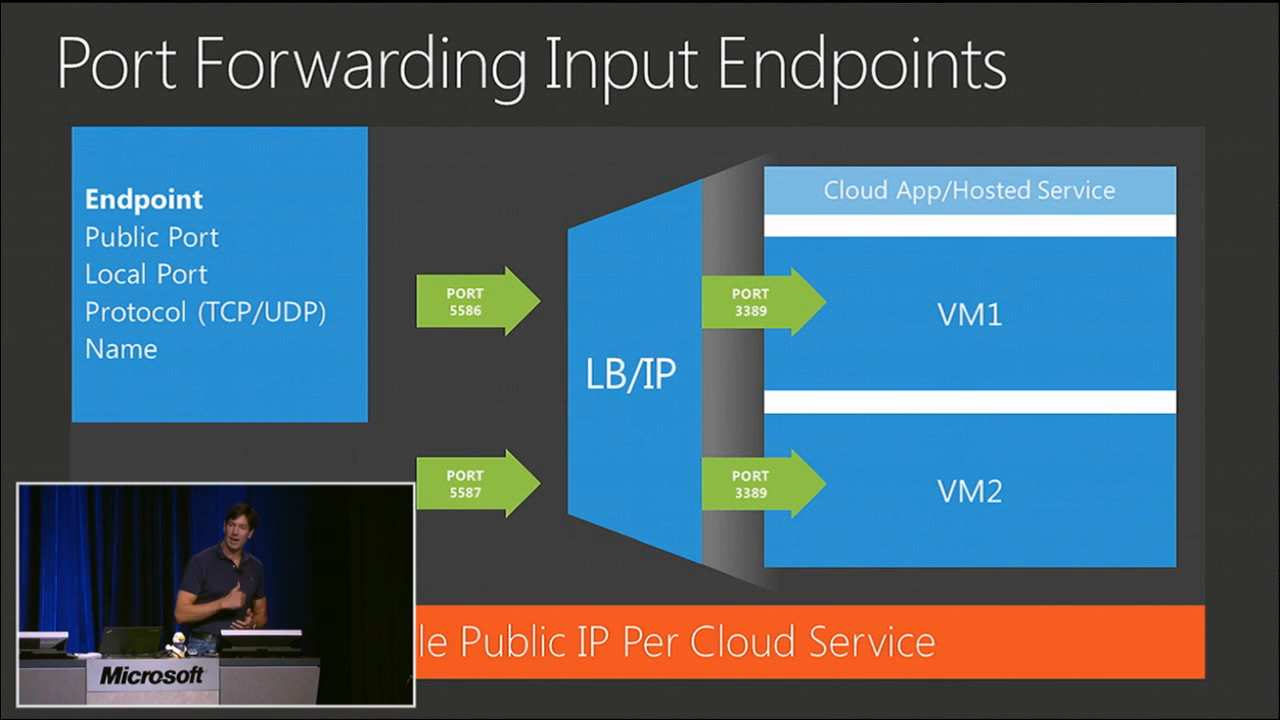 Port Forwarding Input Endpoints
Endpoint
Public Port
Local Port
Protocol (TCP/UDP)
Name
PORT
5586
PORT
5587
LB/IP
PORT
3389
PORT
3389
Cloud App/Hosted Service
VM1
VM2
le Public IP Per Cloud Service
Microsoft